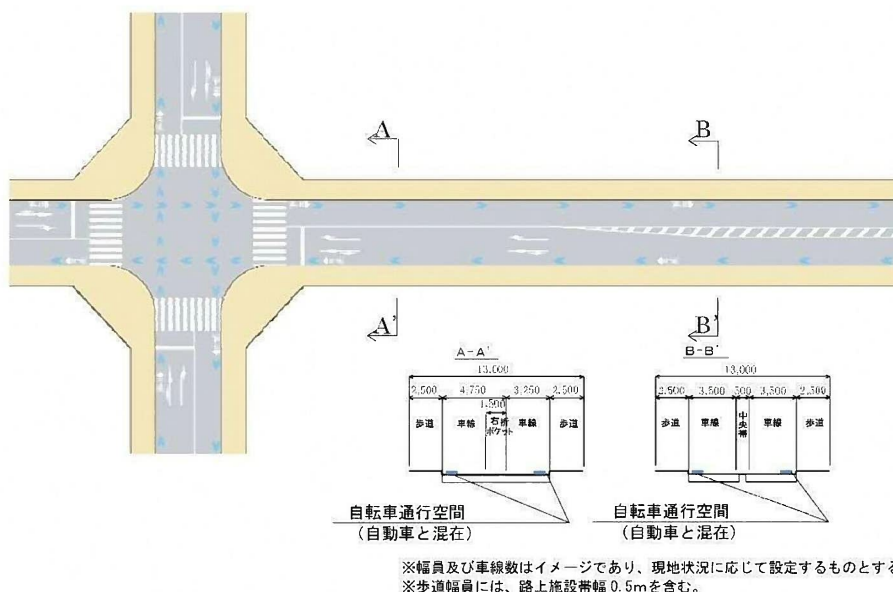 A
B
A'
B'
A-A'
13,000
2,500 4,750 3,250 2,500
1,500
歩道 車線 右折ポケット 車線 歩道
自転車通行空間
(自動車と混在)
B-B'
13,000
2,500 3,500 500 3,500 2,500
歩道 車線 中央帯 車線 歩道
自転車通行空間
(自動車と混在)
※幅員及び車線数はイメージであり、現地状況に応じて設定するものとする
※歩道幅員には、路上施設帯幅0.5mを含む。